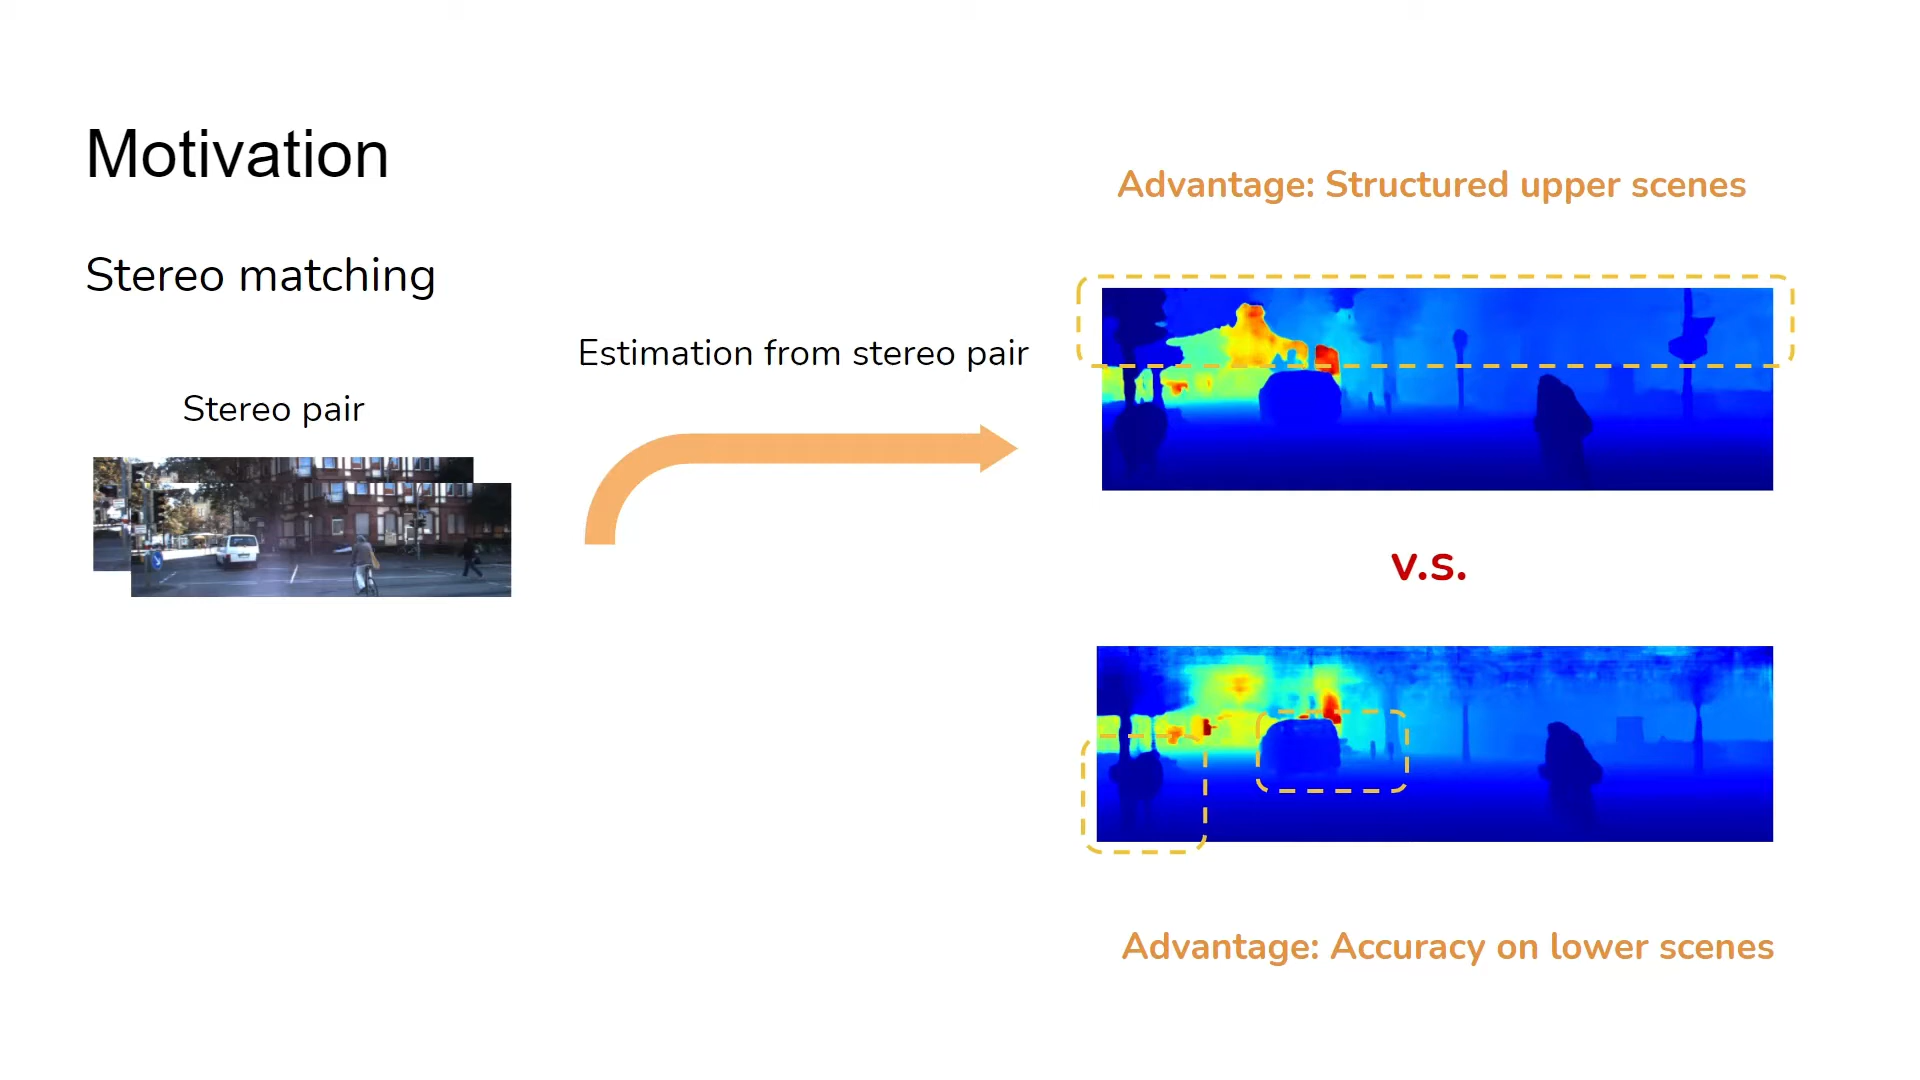 Motivation
Stereo matching
Stereo pair
Estimation from stereo pair
Advantage: Structured upper scenes
v.s.
Advantage: Accuracy on lower scenes